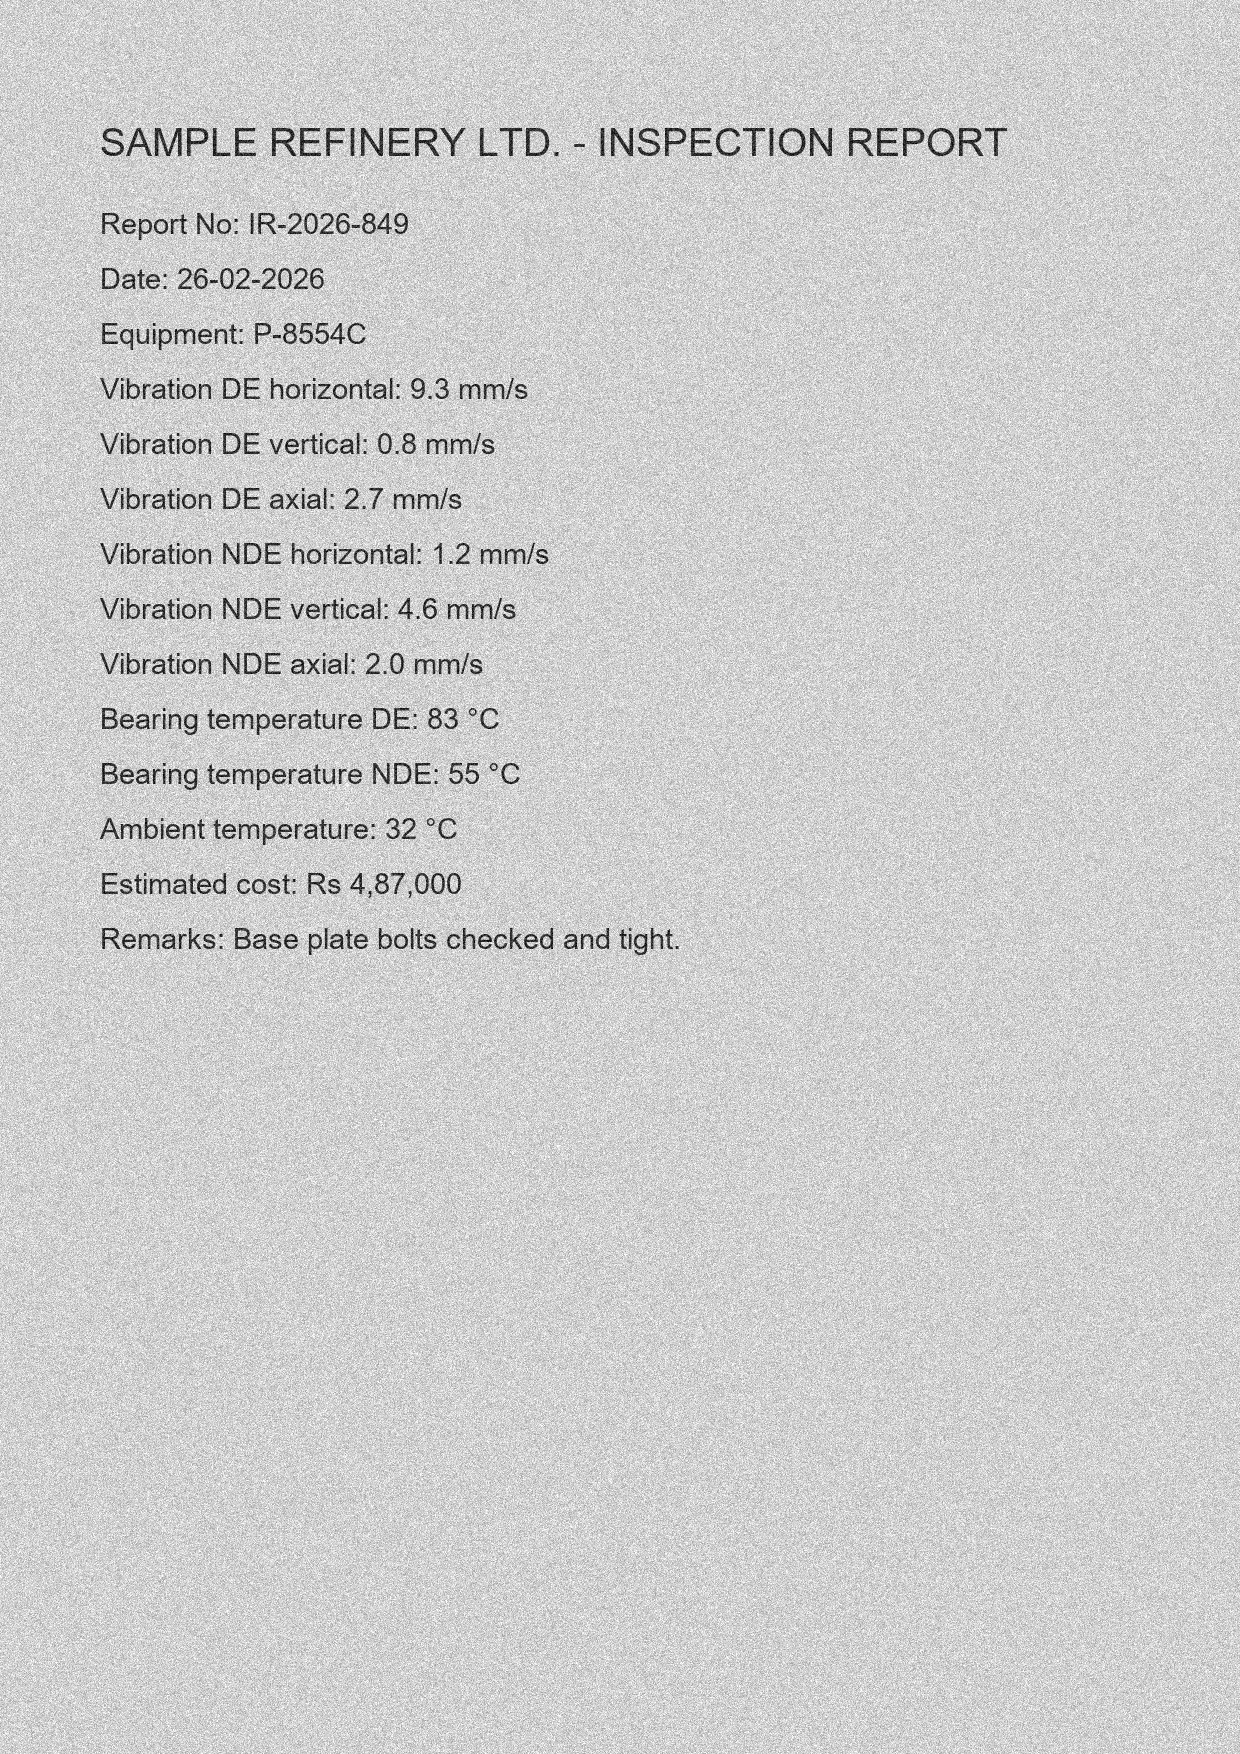 SAMPLE REFINERY LTD. - INSPECTION REPORT
Report No: IR-2026-849
Date: 26-02-2026
Equipment: P-8554C
Vibration DE horizontal: 9.3 mm/s
Vibration DE vertical: 0.8 mm/s
Vibration DE axial: 2.7 mm/s
Vibration NDE horizontal: 1.2 mm/s
Vibration NDE vertical: 4.6 mm/s
Vibration NDE axial: 2.0 mm/s
Bearing temperature DE: 83 °C
Bearing temperature NDE: 55 °C
Ambient temperature: 32 °C
Estimated cost: Rs 4,87,000
Remarks: Base plate bolts checked and tight.